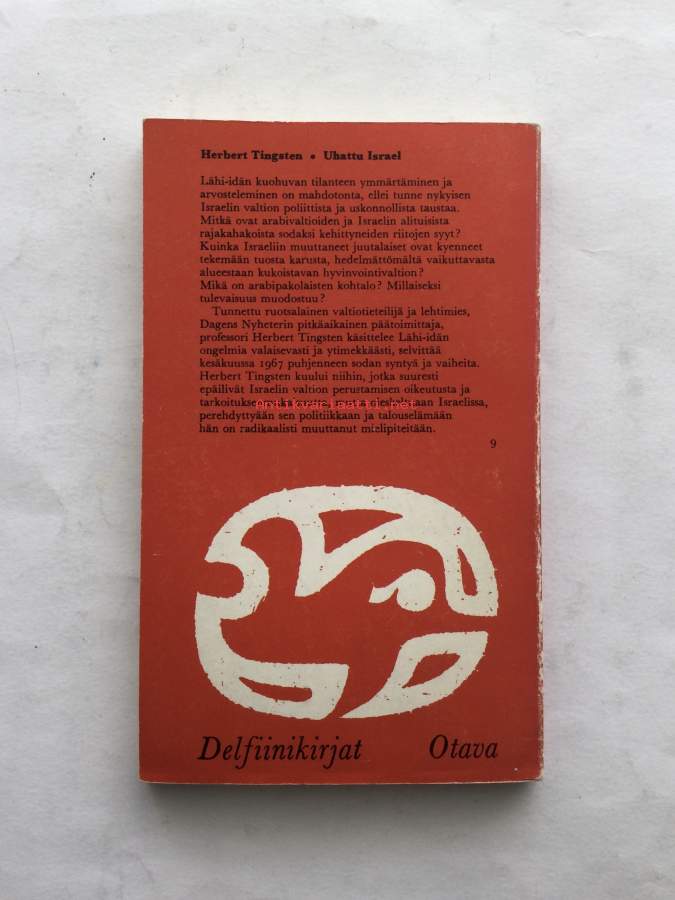 Herbert Tingsten • Uhattu Israel
Lähi-idän kuohuvan tilanteen ymmärtäminen ja
arvosteleminen on mahdotonta, ellei tunne nykyisen
Israelin valtion poliittista ja uskonnollista taustaa.
Mitkä ovat arabivaltioiden ja Israelin alituisista
rajakahakoista sodaksi kehittyneiden riitojen syyt?
Kuinka Israeliin muuttaneet juutalaiset ovat kyenneet
tekemään tuosta karusta, hedelmättömältä vaikuttavasta
alueestaan kukoistavan hyvinvointivaltion?
Mikä on arabipakolaisten kohtalo? Millaiseksi
tulevaisuus muodostuu?
Tunnettu ruotsalainen valtiotieteilijä ja lehtimies,
Dagens Nyheterin pitkäaikainen päätoimittaja,
professori Herbert Tingsten käsittelee Lähi-idän
ongelmia valaisevasti ja ytimekkäästi, selvittää
kesäkuussa 1967 puhjenneen sodan syntyä ja vaiheita.
Herbert Tingsten kuului niihin, jotka suuresti
epäilivät Israelin valtion perustamisen oikeutusta ja
Israelissa,
perehdyttyään sen politiikkaan ja talouselämään
hän on radikaalisti muuttanut mielipiteitään.
9
Delfiinikirjat Otava